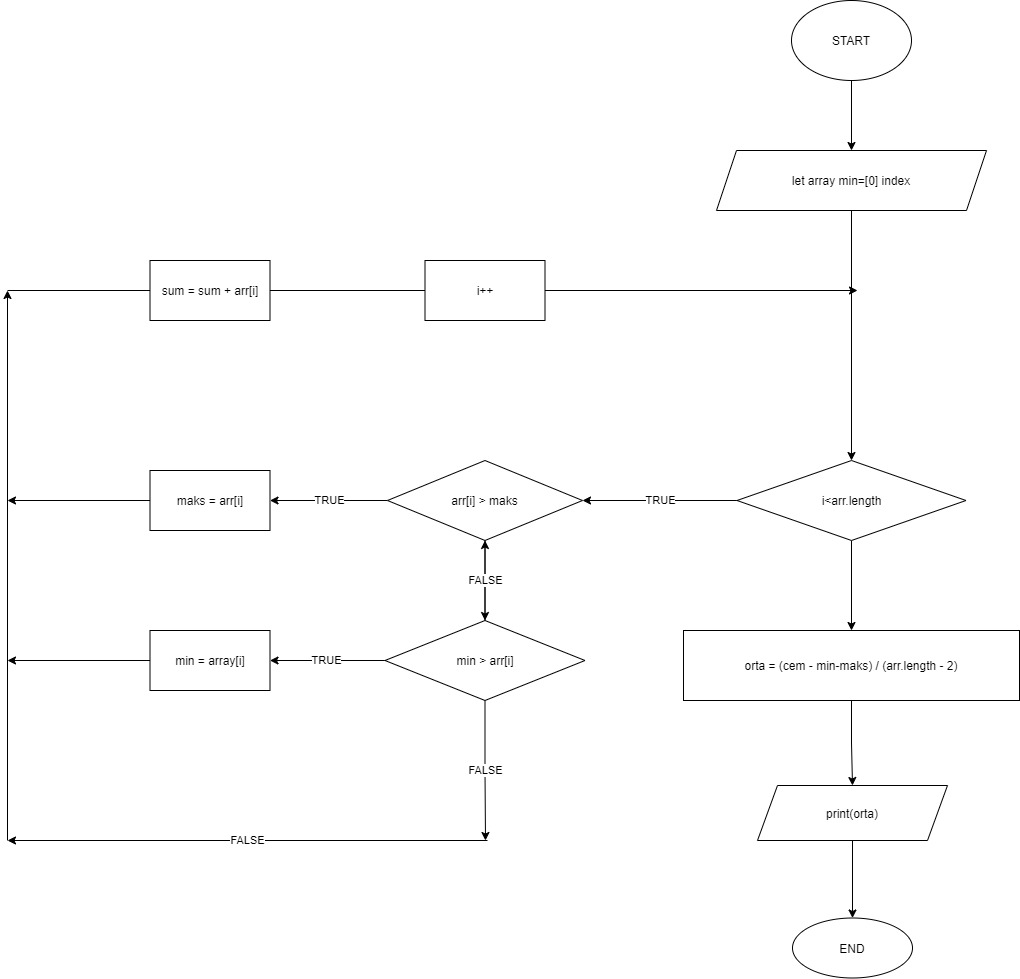 START
let array min=[0] index
sum = sum + arr[i]
i++
maks = arr[i]
TRUE
arr[i] > maks
TRUE
i<arr.length
FALSE
min = array[i]
TRUE
min > arr[i]
orta = (cem - min-maks) / (arr.length - 2)
FALSE
print(orta)
FALSE
END